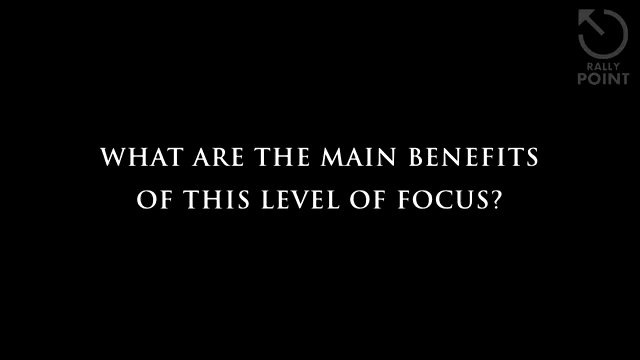 RALLY
POINT
WHAT ARE THE MAIN BENEFITS
OF THIS LEVEL OF FOCUS?